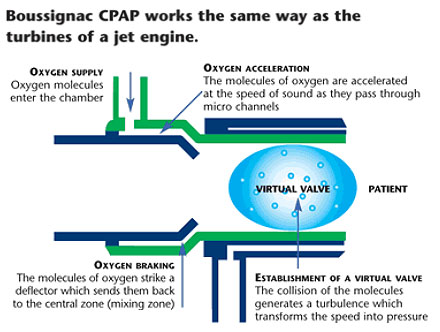 Boussignac CPAP works the same way as the
turbines of a jet engine.
OXYGEN SUPPLY
Oxygen molecules
enter the chamber
OXYGEN ACCELERATION
The molecules of oxygen are accelerated
at the speed of sound as they pass through
micro channels
VIRTUAL VALVE
PATIENT
OXYGEN BRAKING
The molecules of oxygen strike a
deflector which sends them back
to the central zone (mixing zone)
ESTABLISHMENT OF A VIRTUAL VALVE
The collision of the molecules
generates a turbulence which
transforms the speed into pressure